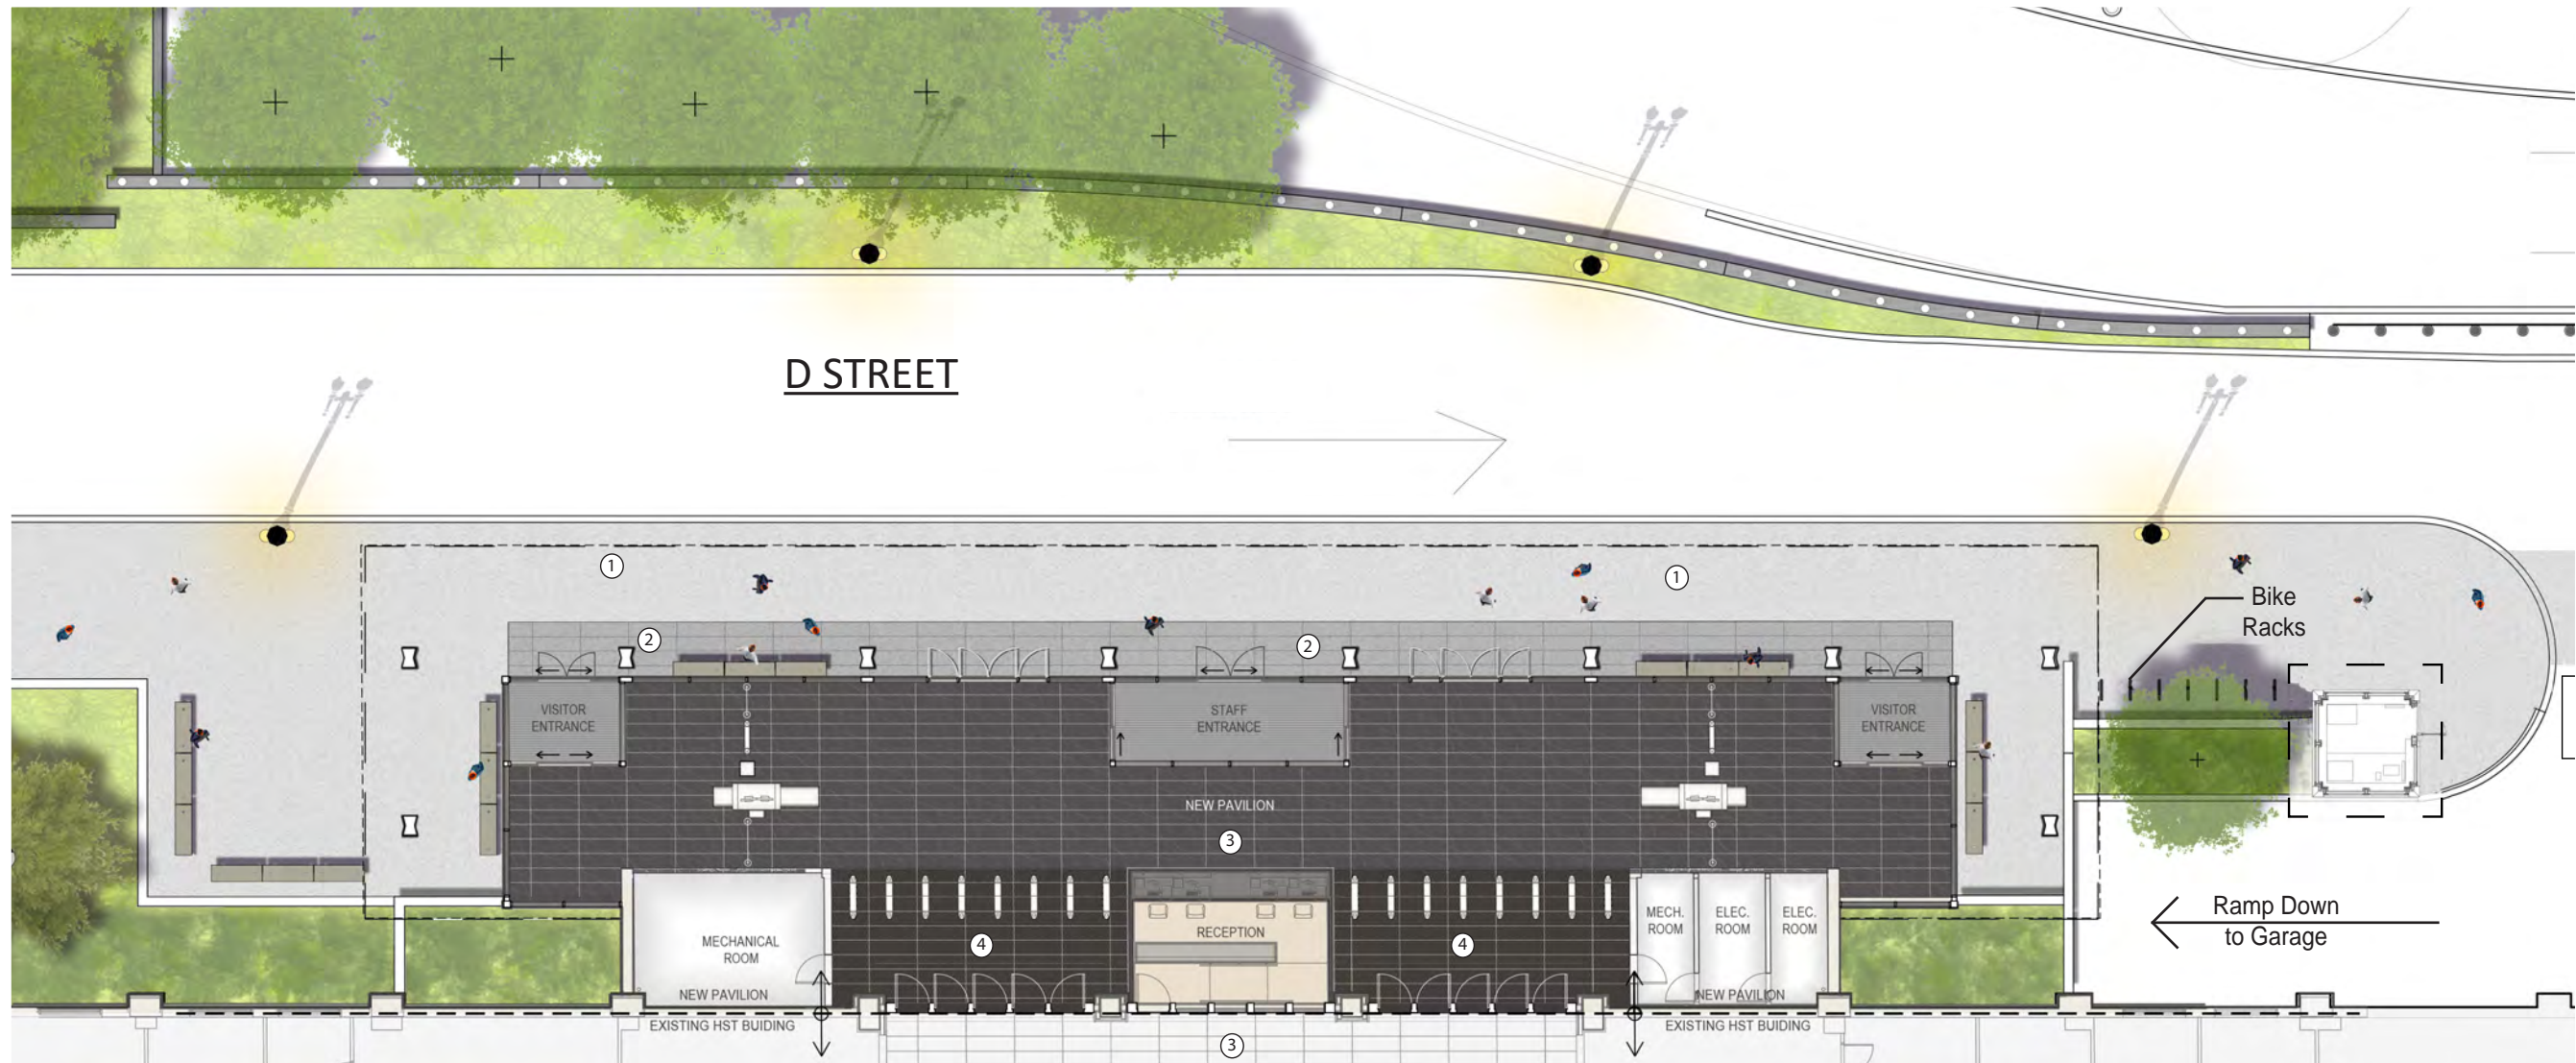 D STREET
1
1
Bike
Racks
2
2
VISITOR
ENTRANCE
STAFF
ENTRANCE
VISITOR
ENTRANCE
NEW PAVILION
3
MECHANICAL
ROOM
4
RECEPTION
4
MECH.
ROOM
ELEC.
ROOM
ELEC.
ROOM
Ramp Down
to Garage
NEW PAVILION
NEW PAVILION
EXISTING HST BUIDING
EXISTING HST BUIDING
3